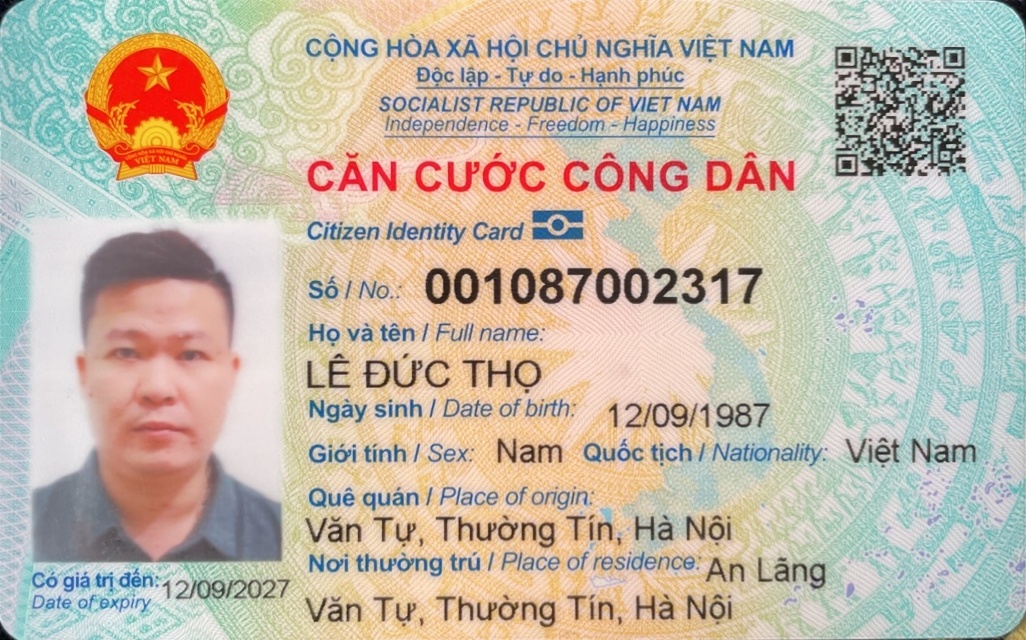 CỘNG HÒA XÃ HỘI CHỦ NGHĨA VIỆT NAM
Độc lập - Tự do - Hạnh phúc
SOCIALIST REPUBLIC OF VIET NAM
Independence - Freedom - Happiness
CĂN CƯỚC CÔNG DÂN
Citizen Identity Card
Số / No.: 001087002317
Họ và tên / Full name:
LÊ ĐỨC THỌ
Ngày sinh / Date of birth: 12/09/1987
Giới tính / Sex: Nam Quốc tịch / Nationality: Việt Nam
Quê quán / Place of origin:
Văn Tự, Thường Tín, Hà Nội
Nơi thường trú / Place of residence: An Lãng
Văn Tự, Thường Tín, Hà Nội
Có giá trị đến: 12/09/2027
Date of expiry
VIỆT NAM